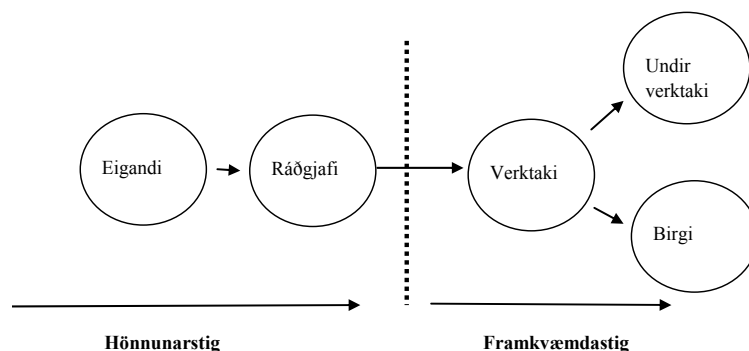 Undir
verktaki
Eigandi
Ráðgjafi
Verktaki
Birgi
Hönnunarstig
Framkvæmdastig